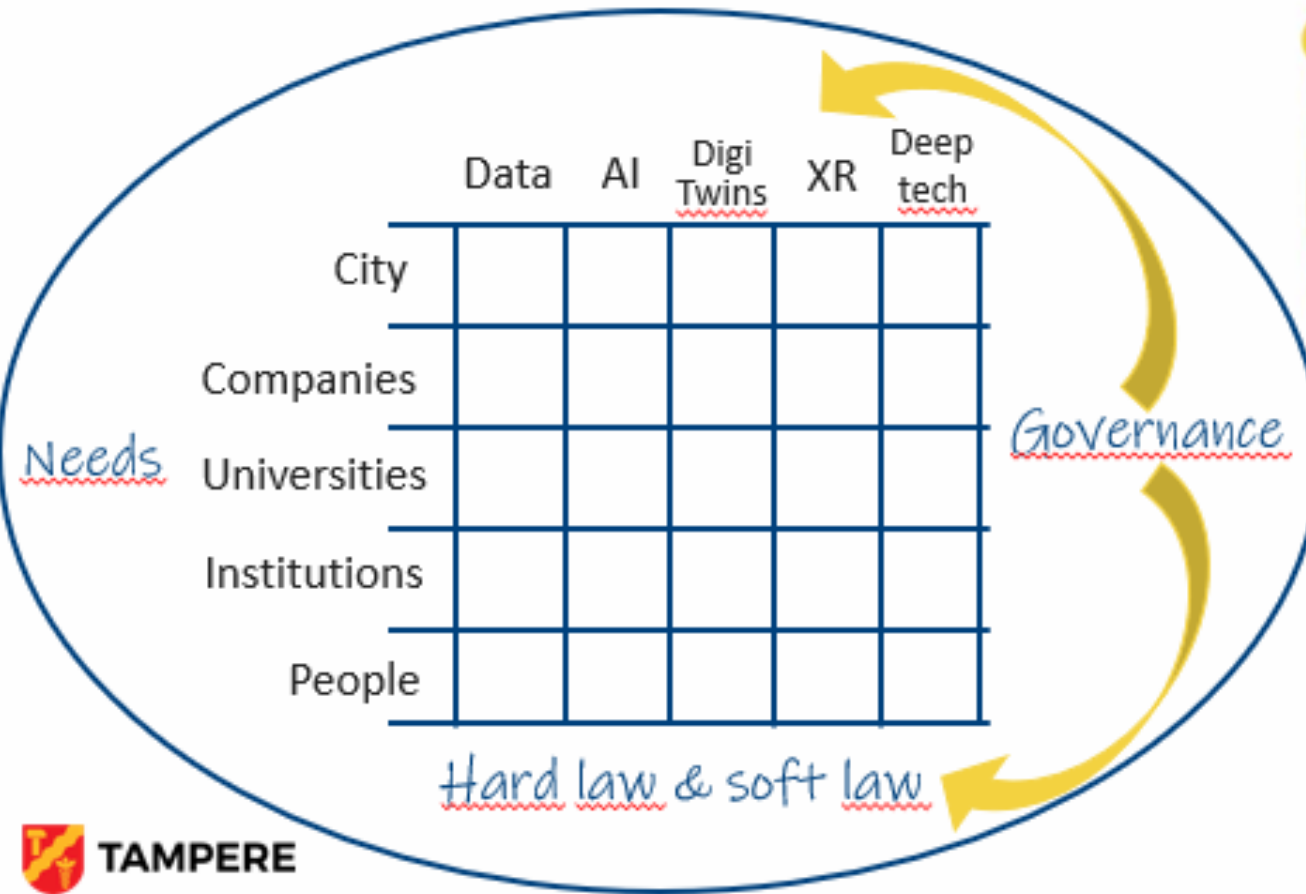 Data AI Digi Twins XR Deep tech
City
Companies
Needs
Universities
Governance
Institutions
People
Hard law & soft law
TAMPERE